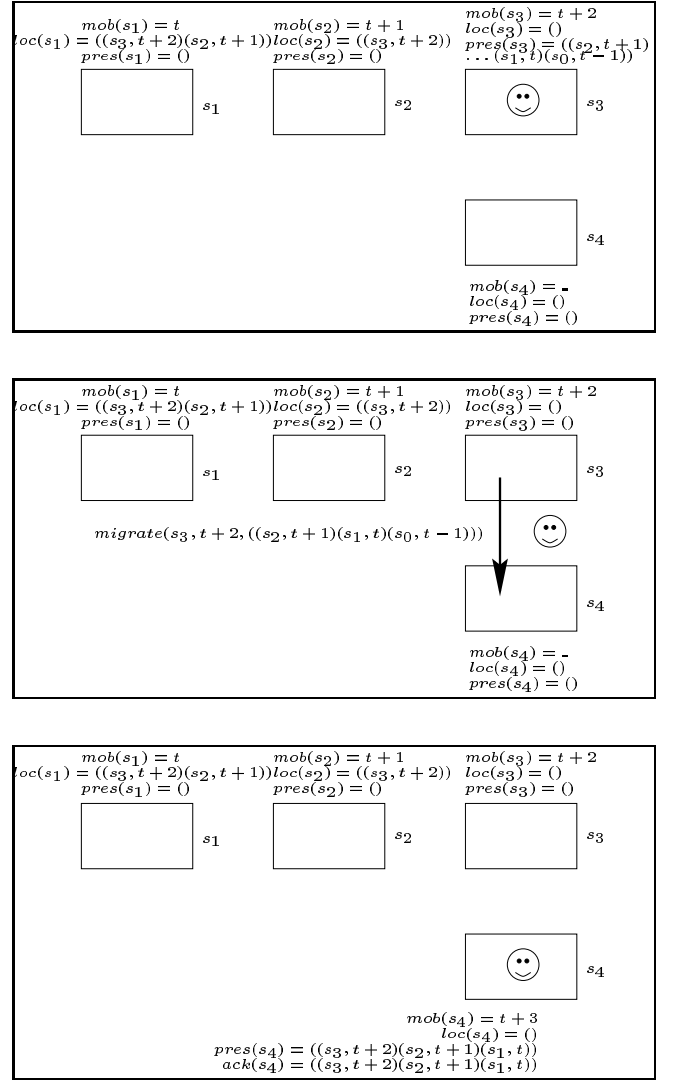 mob(s₁) = t
loc(s₁) = ((s₃, t + 2)(s₂, t + 1))
pres(s₁) = ()
mob(s₂) = t + 1
loc(s₂) = ((s₃, t + 2))
pres(s₂) = ()
mob(s₃) = t + 2
loc(s₃) = ()
pres(s₃) = ((s₂, t + 1)
... (s₁, t)(s₀, t − 1))
s₁
s₂
s₃
s₄
mob(s₄) = -
loc(s₄) = ()
pres(s₄) = ()
mob(s₁) = t
loc(s₁) = ((s₃, t + 2)(s₂, t + 1))
pres(s₁) = ()
mob(s₂) = t + 1
loc(s₂) = ((s₃, t + 2))
pres(s₂) = ()
mob(s₃) = t + 2
loc(s₃) = ()
pres(s₃) = ()
s₁
s₂
s₃
migrate(s₃, t + 2, ((s₂, t + 1)(s₁, t)(s₀, t − 1)))
s₄
mob(s₄) = -
loc(s₄) = ()
pres(s₄) = ()
mob(s₁) = t
loc(s₁) = ((s₃, t + 2)(s₂, t + 1))
pres(s₁) = ()
mob(s₂) = t + 1
loc(s₂) = ((s₃, t + 2))
pres(s₂) = ()
mob(s₃) = t + 2
loc(s₃) = ()
pres(s₃) = ()
s₁
s₂
s₃
s₄
mob(s₄) = t + 3
loc(s₄) = ()
pres(s₄) = ((s₃, t + 2)(s₂, t + 1)(s₁, t))
ack(s₄) = ((s₃, t + 2)(s₂, t + 1)(s₁, t))